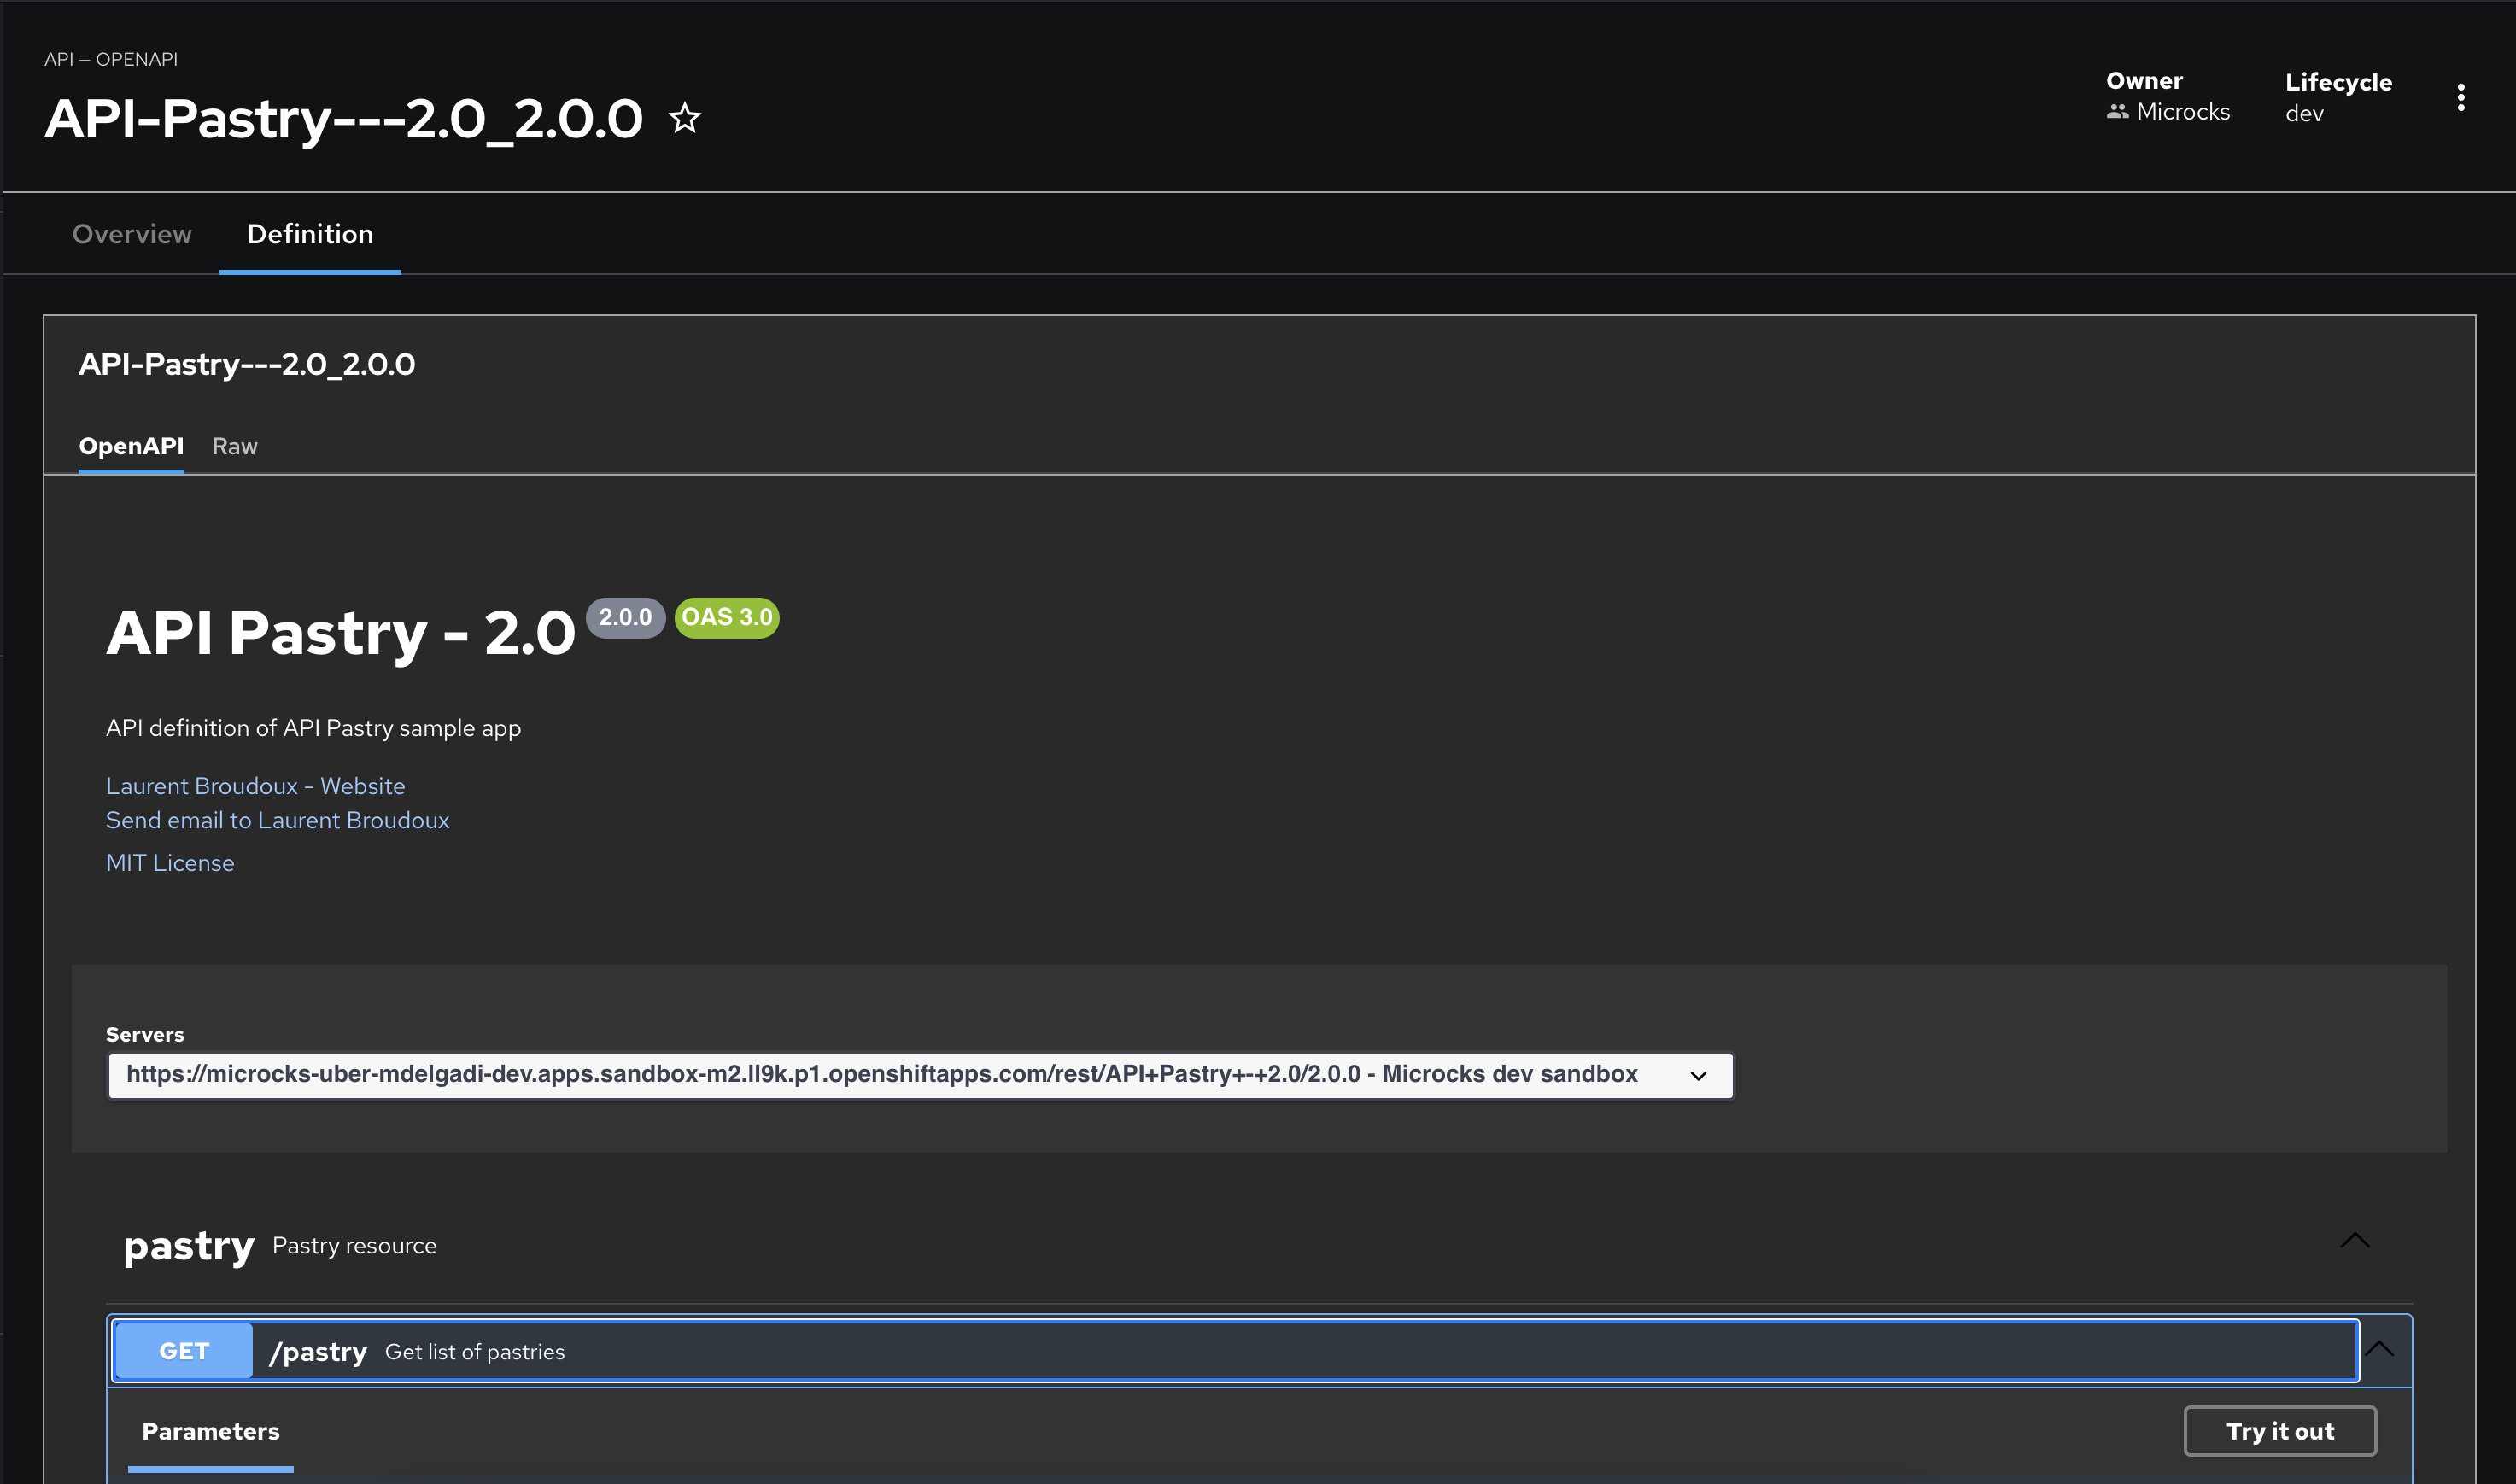 API — OPENAPI
API-Pastry---2.0_2.0.0
Owner
Microcks
Lifecycle
dev
Overview
Definition
API-Pastry---2.0_2.0.0
OpenAPI
Raw
API Pastry - 2.0 2.0.0 OAS 3.0
API definition of API Pastry sample app
Laurent Broudoux - Website
Send email to Laurent Broudoux
MIT License
Servers
https://microcks-uber-mdelgadi-dev.apps.sandbox-m2.ll9k.p1.openshiftapps.com/rest/API+Pastry+-+2.0/2.0.0 - Microcks dev sandbox
pastry Pastry resource
GET /pastry Get list of pastries
Parameters
Try it out